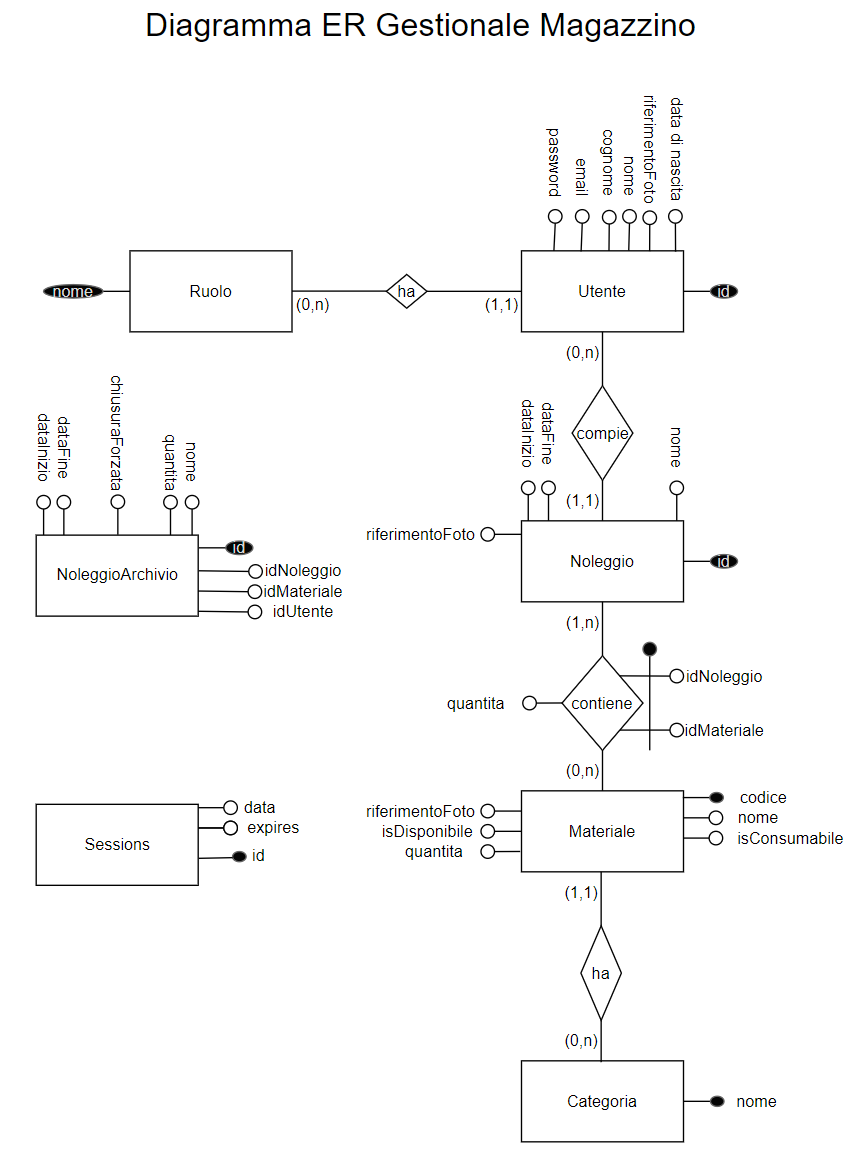 Diagramma ER Gestionale Magazzino
password
email
cognome
nome
riferimentoFoto
data di nascita
nome
Ruolo
(0,n)
ha
(1,1)
Utente
id
(0,n)
compie
(1,1)
dataInizio
dataFine
chiusuraForzata
quantita
nome
NoleggioArchivio
id
idNoleggio
idMateriale
idUtente
dataInizio
dataFine
nome
riferimentoFoto
Noleggio
id
(1,n)
quantita
contiene
idNoleggio
idMateriale
(0,n)
Sessions
data
expires
id
riferimentoFoto
isDisponibile
quantita
Materiale
codice
nome
isConsumabile
(1,1)
ha
(0,n)
Categoria
nome